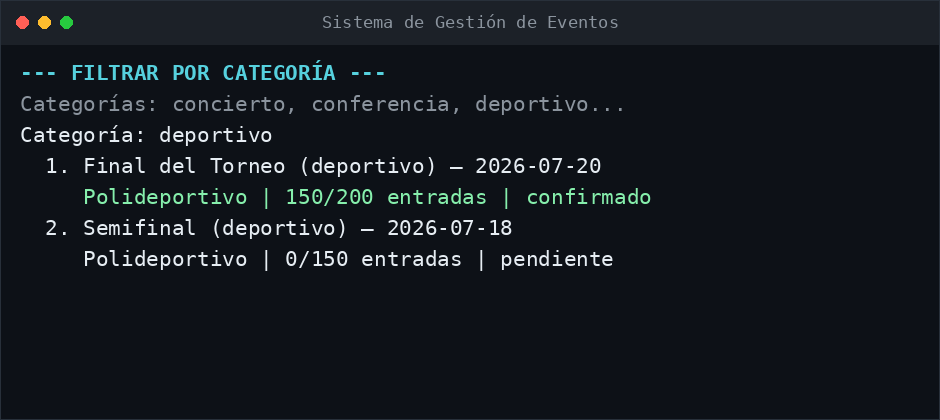 Sistema de Gestión de Eventos
--- FILTRAR POR CATEGORÍA ---
Categorías: concierto, conferencia, deportivo...
Categoría: deportivo
1. Final del Torneo (deportivo) — 2026-07-20
Polideportivo | 150/200 entradas | confirmado
2. Semifinal (deportivo) — 2026-07-18
Polideportivo | 0/150 entradas | pendiente